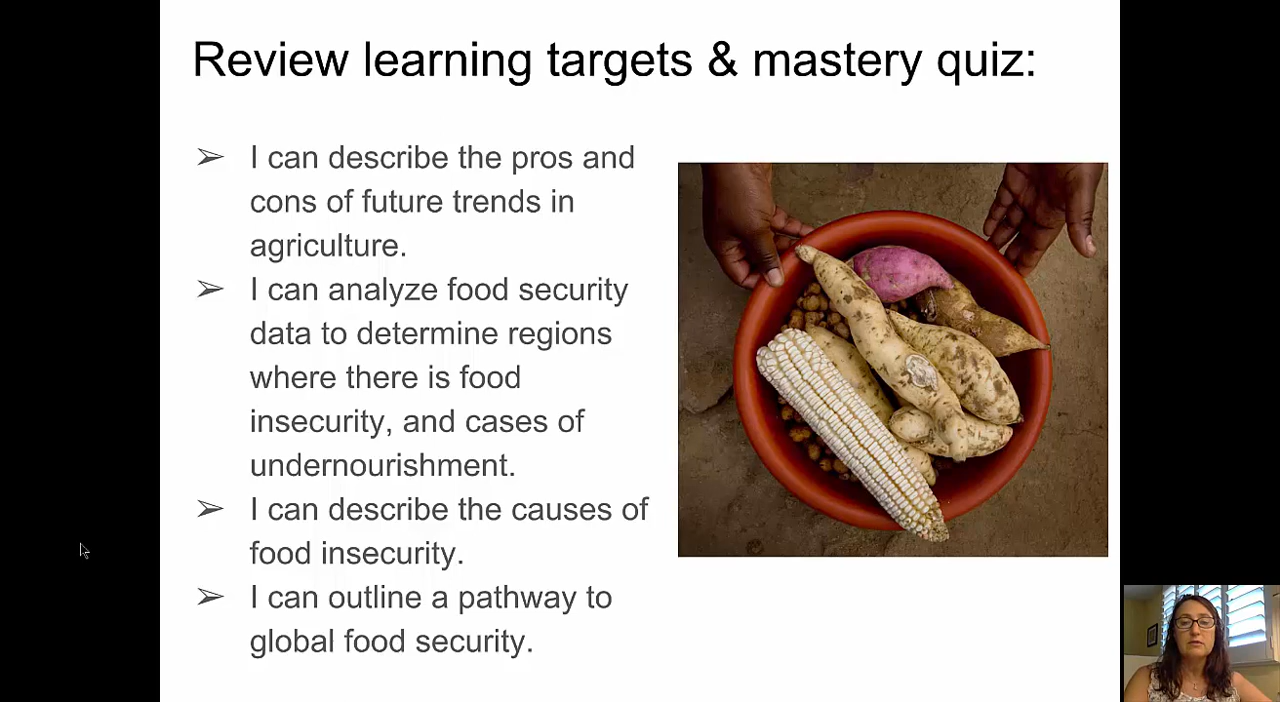 Review learning targets & mastery quiz:
➢ I can describe the pros and
cons of future trends in
agriculture.
➢ I can analyze food security
data to determine regions
where there is food
insecurity, and cases of
undernourishment.
➢ I can describe the causes of
food insecurity.
➢ I can outline a pathway to
global food security.